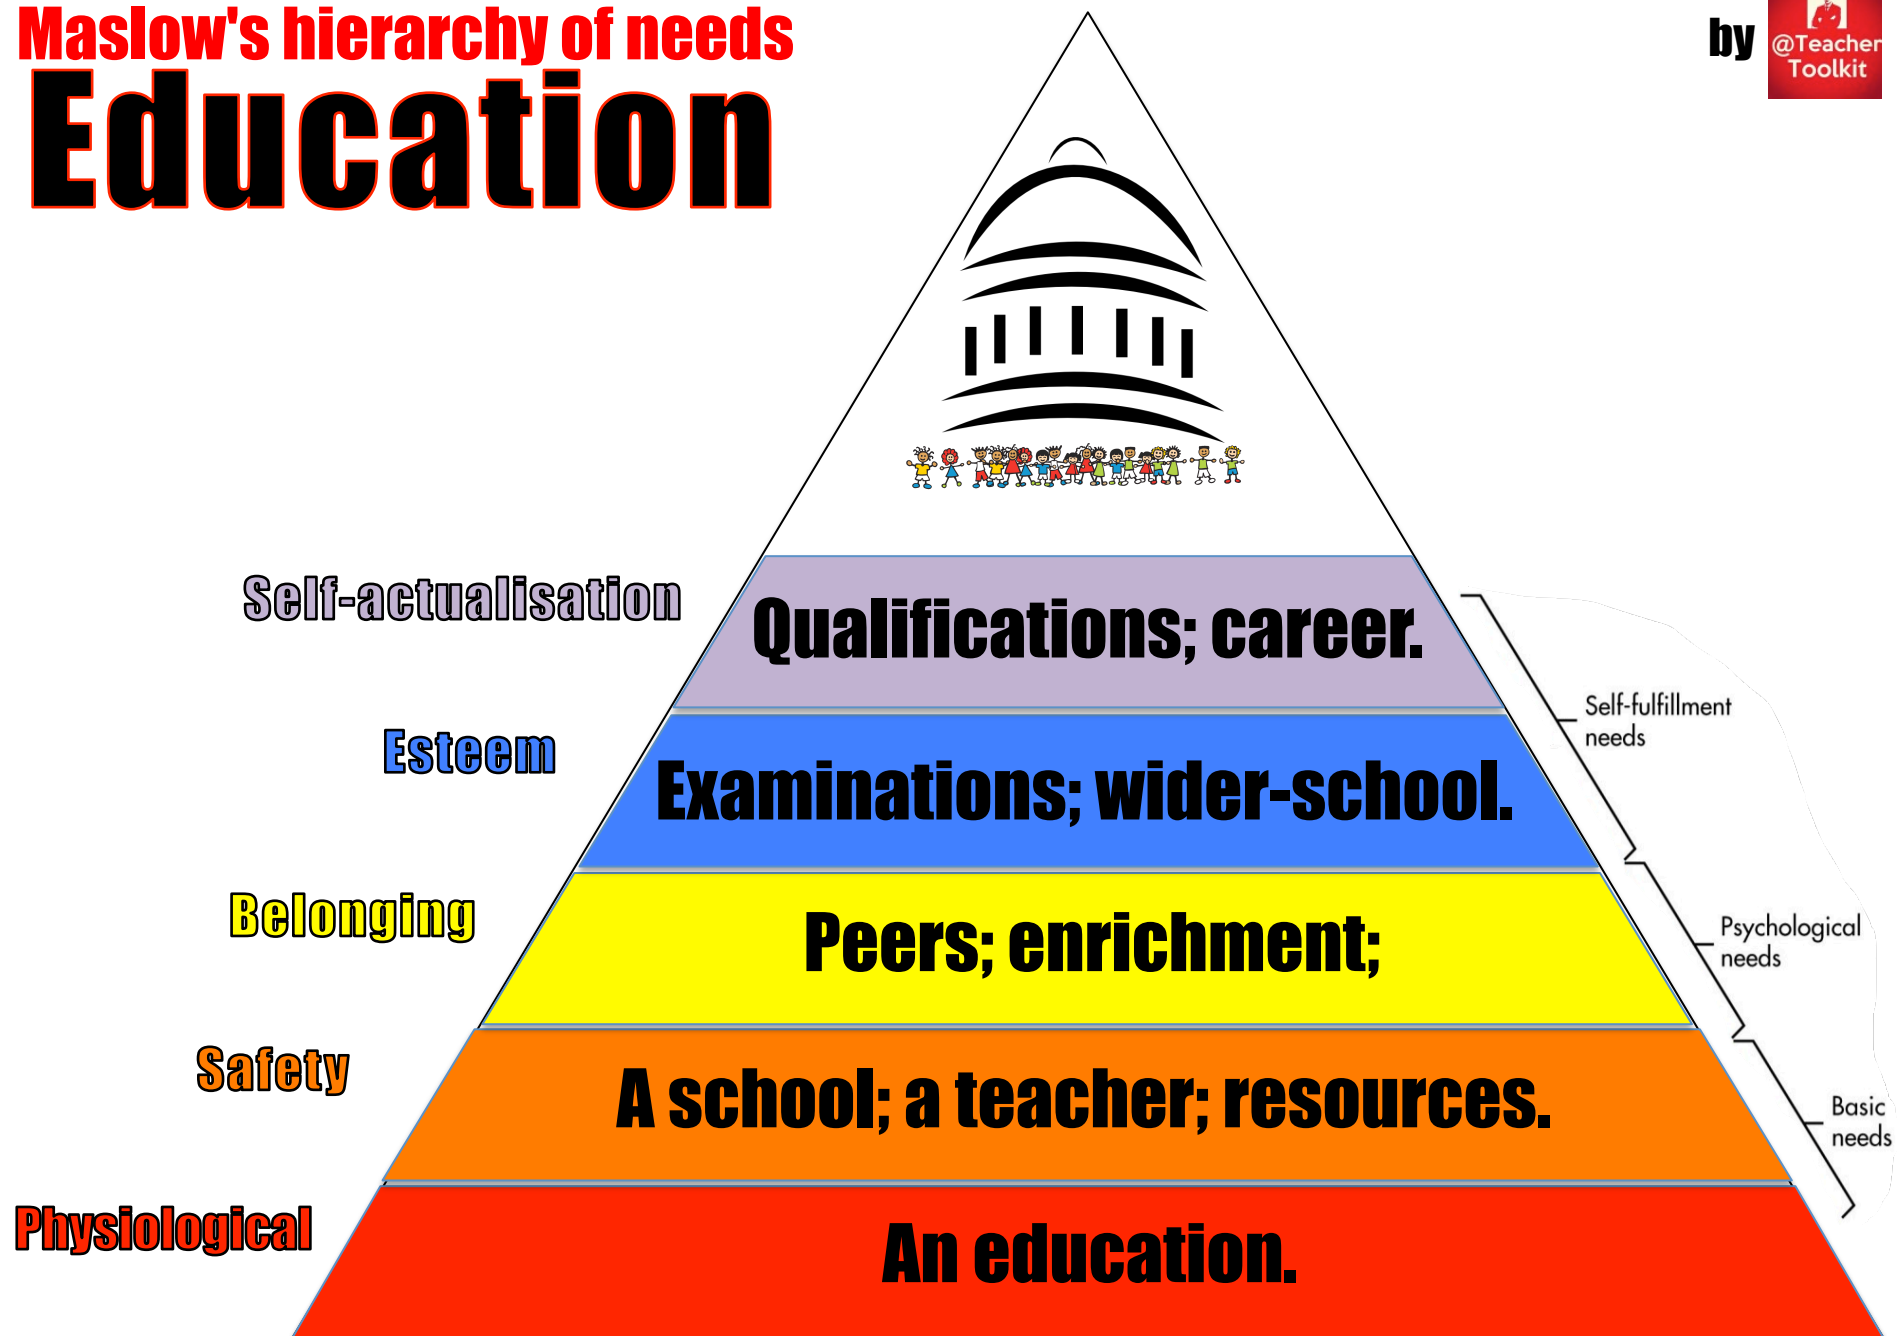 Maslow's hierarchy of needs
Education
by
@Teacher
Toolkit
Self-actualisation
Qualifications; career.
Self-fulfillment
needs
Esteem
Examinations; wider-school.
Belonging
Peers; enrichment;
Psychological
needs
Safety
A school; a teacher; resources.
Basic
needs
Physiological
An education.